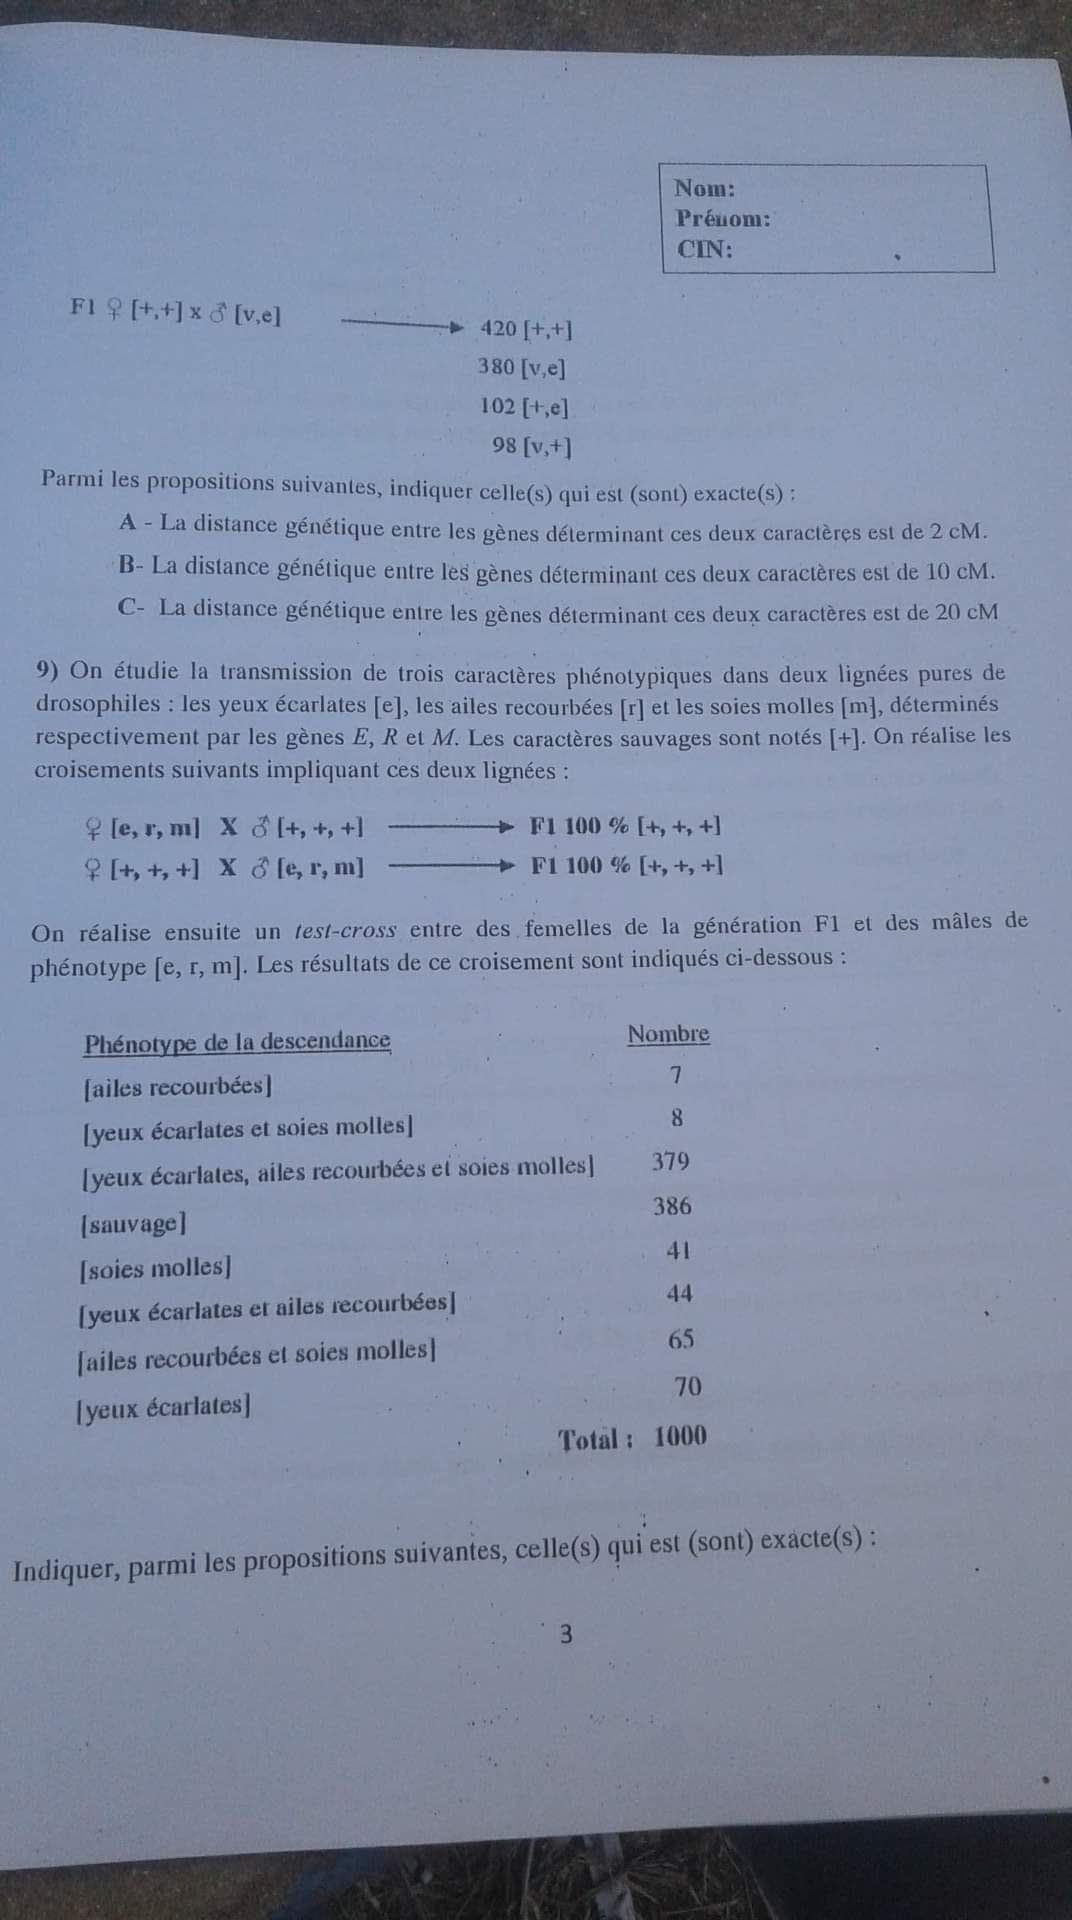 Nom:
Prénom:
CIN:
F1 ♀ [+,+] x ♂ [v,e] → 420 [+,+]
380 [v,e]
102 [+,e]
98 [v,+]
Parmi les propositions suivantes, indiquer celle(s) qui est (sont) exacte(s) :
A - La distance génétique entre les gènes déterminant ces deux caractères est de 2 cM.
B- La distance génétique entre les gènes déterminant ces deux caractères est de 10 cM.
C- La distance génétique entre les gènes déterminant ces deux caractères est de 20 cM
9) On étudie la transmission de trois caractères phénotypiques dans deux lignées pures de
drosophiles : les yeux écarlates [e], les ailes recourbées [r] et les soies molles [m], déterminés
respectivement par les gènes E, R et M. Les caractères sauvages sont notés [+]. On réalise les
croisements suivants impliquant ces deux lignées :
♀ [e, r, m] X ♂ [+, +, +] → F1 100 % [+, +, +]
♀ [+, +, +] X ♂ [e, r, m] → F1 100 % [+, +, +]
On réalise ensuite un test-cross entre des femelles de la génération F1 et des mâles de
phénotype [e, r, m]. Les résultats de ce croisement sont indiqués ci-dessous :
Phénotype de la descendance Nombre
[ailes recourbées] 7
[yeux écarlates et soies molles] 8
[yeux écarlates, ailes recourbées et soies molles] 379
[sauvage] 386
[soies molles] 41
[yeux écarlates et ailes recourbées] 44
[ailes recourbées et soies molles] 65
[yeux écarlates] 70
Total : 1000
Indiquer, parmi les propositions suivantes, celle(s) qui est (sont) exacte(s) :
3